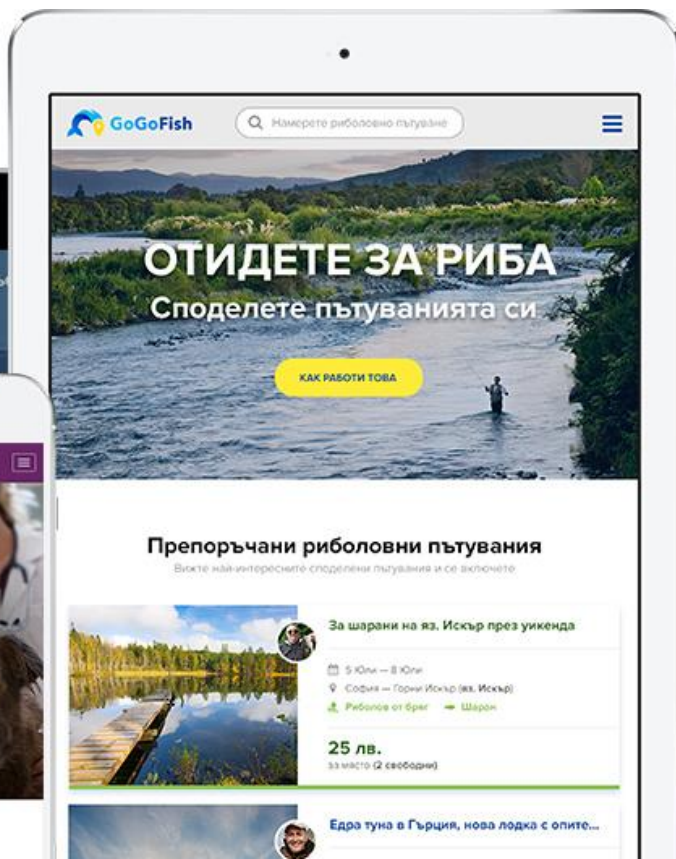 GoGoFish
Намерете риболовно пътуване
ОТИДЕТЕ ЗА РИБА
Споделете пътуванията си
КАК РАБОТИ ТОВА
Препоръчани риболовни пътувания
Вижте най-интересните споделени пътувания и се включете
За шарани на яз. Искър през уикенда
5 Юли — 8 Юли
София — Горни Искър (яз. Искър)
Риболов от бряг Шаран
25 лв.
за място (2 свободни)
Едра туна в Гърция, нова лодка с опите...